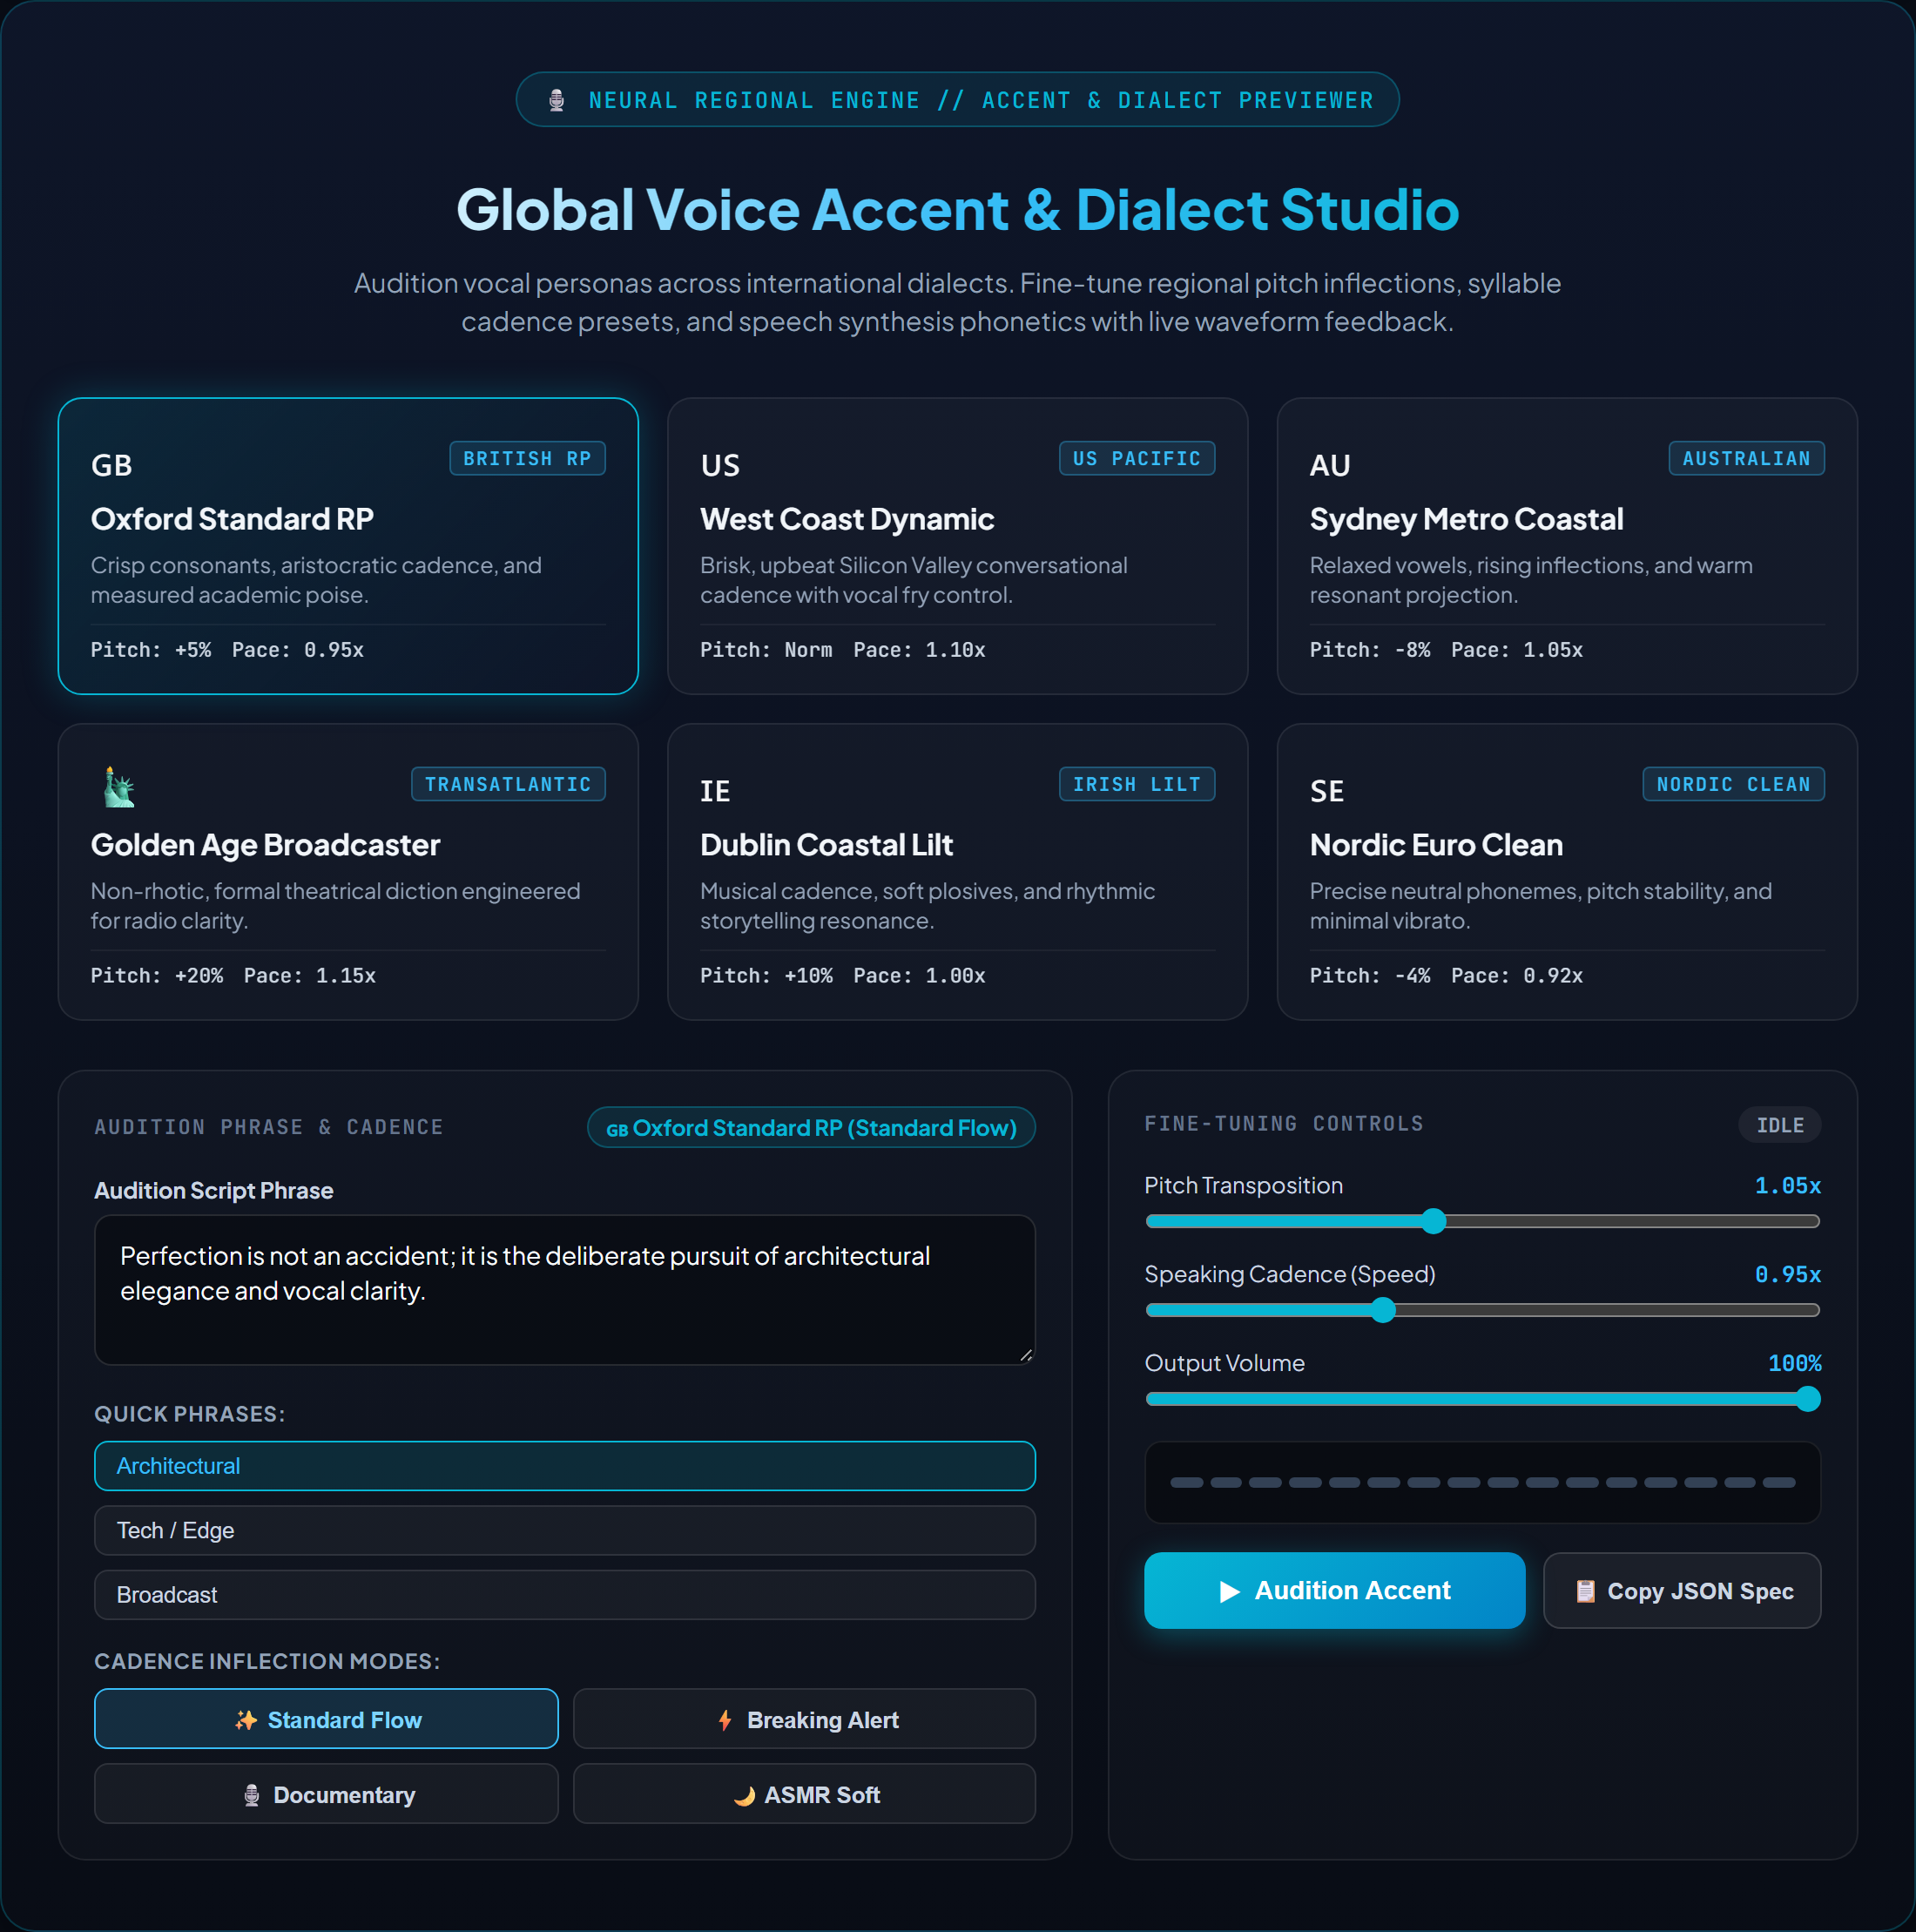 NEURAL REGIONAL ENGINE // ACCENT & DIALECT PREVIEWER
Global Voice Accent & Dialect Studio
Audition vocal personas across international dialects. Fine-tune regional pitch inflections, syllable
cadence presets, and speech synthesis phonetics with live waveform feedback.
GB
BRITISH RP
Oxford Standard RP
Crisp consonants, aristocratic cadence, and
measured academic poise.
Pitch: +5% Pace: 0.95x
US
US PACIFIC
West Coast Dynamic
Brisk, upbeat Silicon Valley conversational
cadence with vocal fry control.
Pitch: Norm Pace: 1.10x
AU
AUSTRALIAN
Sydney Metro Coastal
Relaxed vowels, rising inflections, and warm
resonant projection.
Pitch: -8% Pace: 1.05x
TRANSATLANTIC
Golden Age Broadcaster
Non-rhotic, formal theatrical diction engineered
for radio clarity.
Pitch: +20% Pace: 1.15x
IE
IRISH LILT
Dublin Coastal Lilt
Musical cadence, soft plosives, and rhythmic
storytelling resonance.
Pitch: +10% Pace: 1.00x
SE
NORDIC CLEAN
Nordic Euro Clean
Precise neutral phonemes, pitch stability, and
minimal vibrato.
Pitch: -4% Pace: 0.92x
AUDITION PHRASE & CADENCE
GB Oxford Standard RP (Standard Flow)
Audition Script Phrase
Perfection is not an accident; it is the deliberate pursuit of architectural
elegance and vocal clarity.
QUICK PHRASES:
Architectural
Tech / Edge
Broadcast
CADENCE INFLECTION MODES:
Standard Flow
Breaking Alert
Documentary
ASMR Soft
FINE-TUNING CONTROLS
IDLE
Pitch Transposition
1.05x
Speaking Cadence (Speed)
0.95x
Output Volume
100%
Audition Accent
Copy JSON Spec